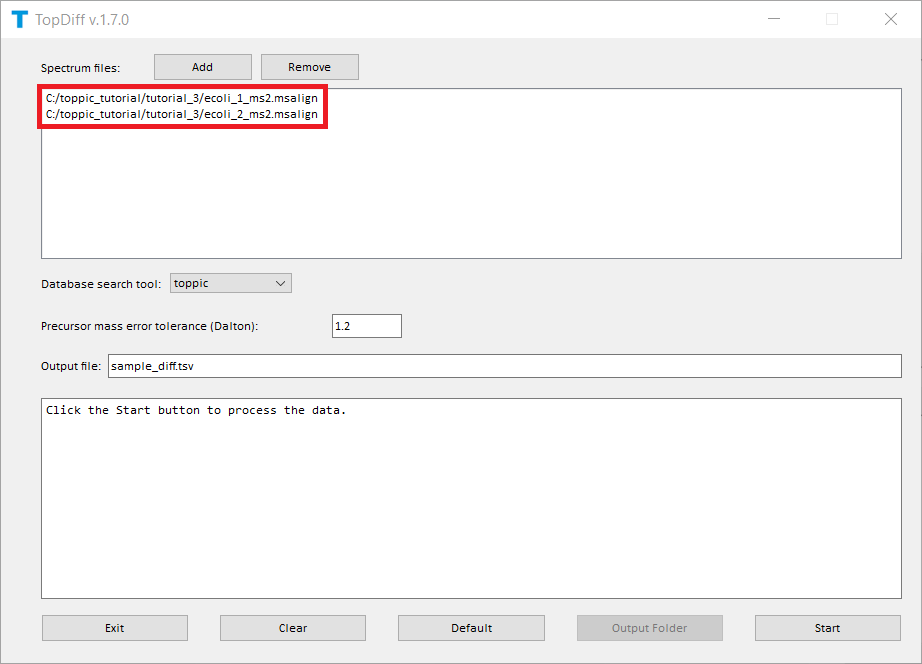 TopDiff v.1.7.0
Spectrum files: Add Remove
C:/toppic_tutorial/tutorial_3/ecoli_1_ms2.msalign
C:/toppic_tutorial/tutorial_3/ecoli_2_ms2.msalign
Database search tool: toppic
Precursor mass error tolerance (Dalton): 1.2
Output file: sample_diff.tsv
Click the Start button to process the data.
Exit Clear Default Output Folder Start